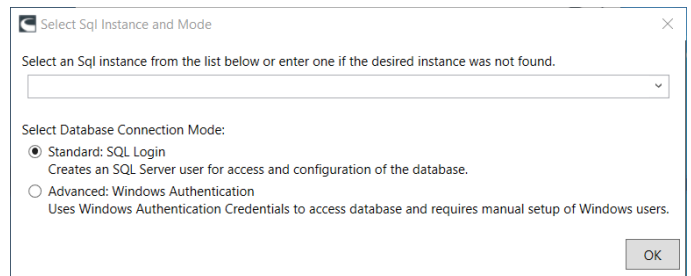 Select Sql Instance and Mode
Select an Sql instance from the list below or enter one if the desired instance was not found.
Select Database Connection Mode:
Standard: SQL Login
Creates an SQL Server user for access and configuration of the database.
Advanced: Windows Authentication
Uses Windows Authentication Credentials to access database and requires manual setup of Windows users.
OK